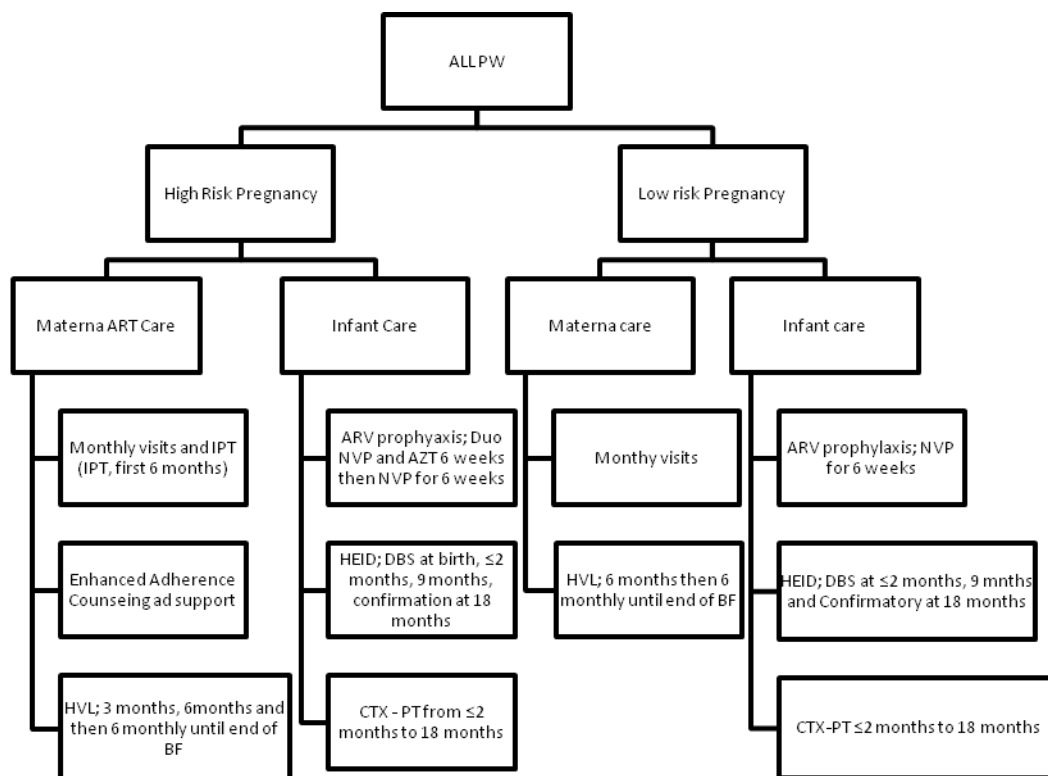 ALL PW
High Risk Pregnancy
Low risk Pregnancy
Materna ART Care
Infant Care
Materna care
Infant care
Monthly visits and IPT
(IPT, first 6 months)
ARV prophyaxis; Duo
NVP and AZT 6 weeks
then NVP for 6 weeks
Monthy visits
ARV prophylaxis; NVP
for 6 weeks
Enhanced Adherence
Counseing ad support
HEID; DBS at birth, ≤2
months, 9 months,
confirmation at 18
months
HVL; 6 months then 6
monthly until end of BF
HEID; DBS at ≤2 months, 9 mnths
and Confirmatory at 18 months
HVL; 3 months, 6months and
then 6 monthly until end of
BF
CTX - PT from ≤2
months to 18 months
CTX-PT ≤2 months to 18 months